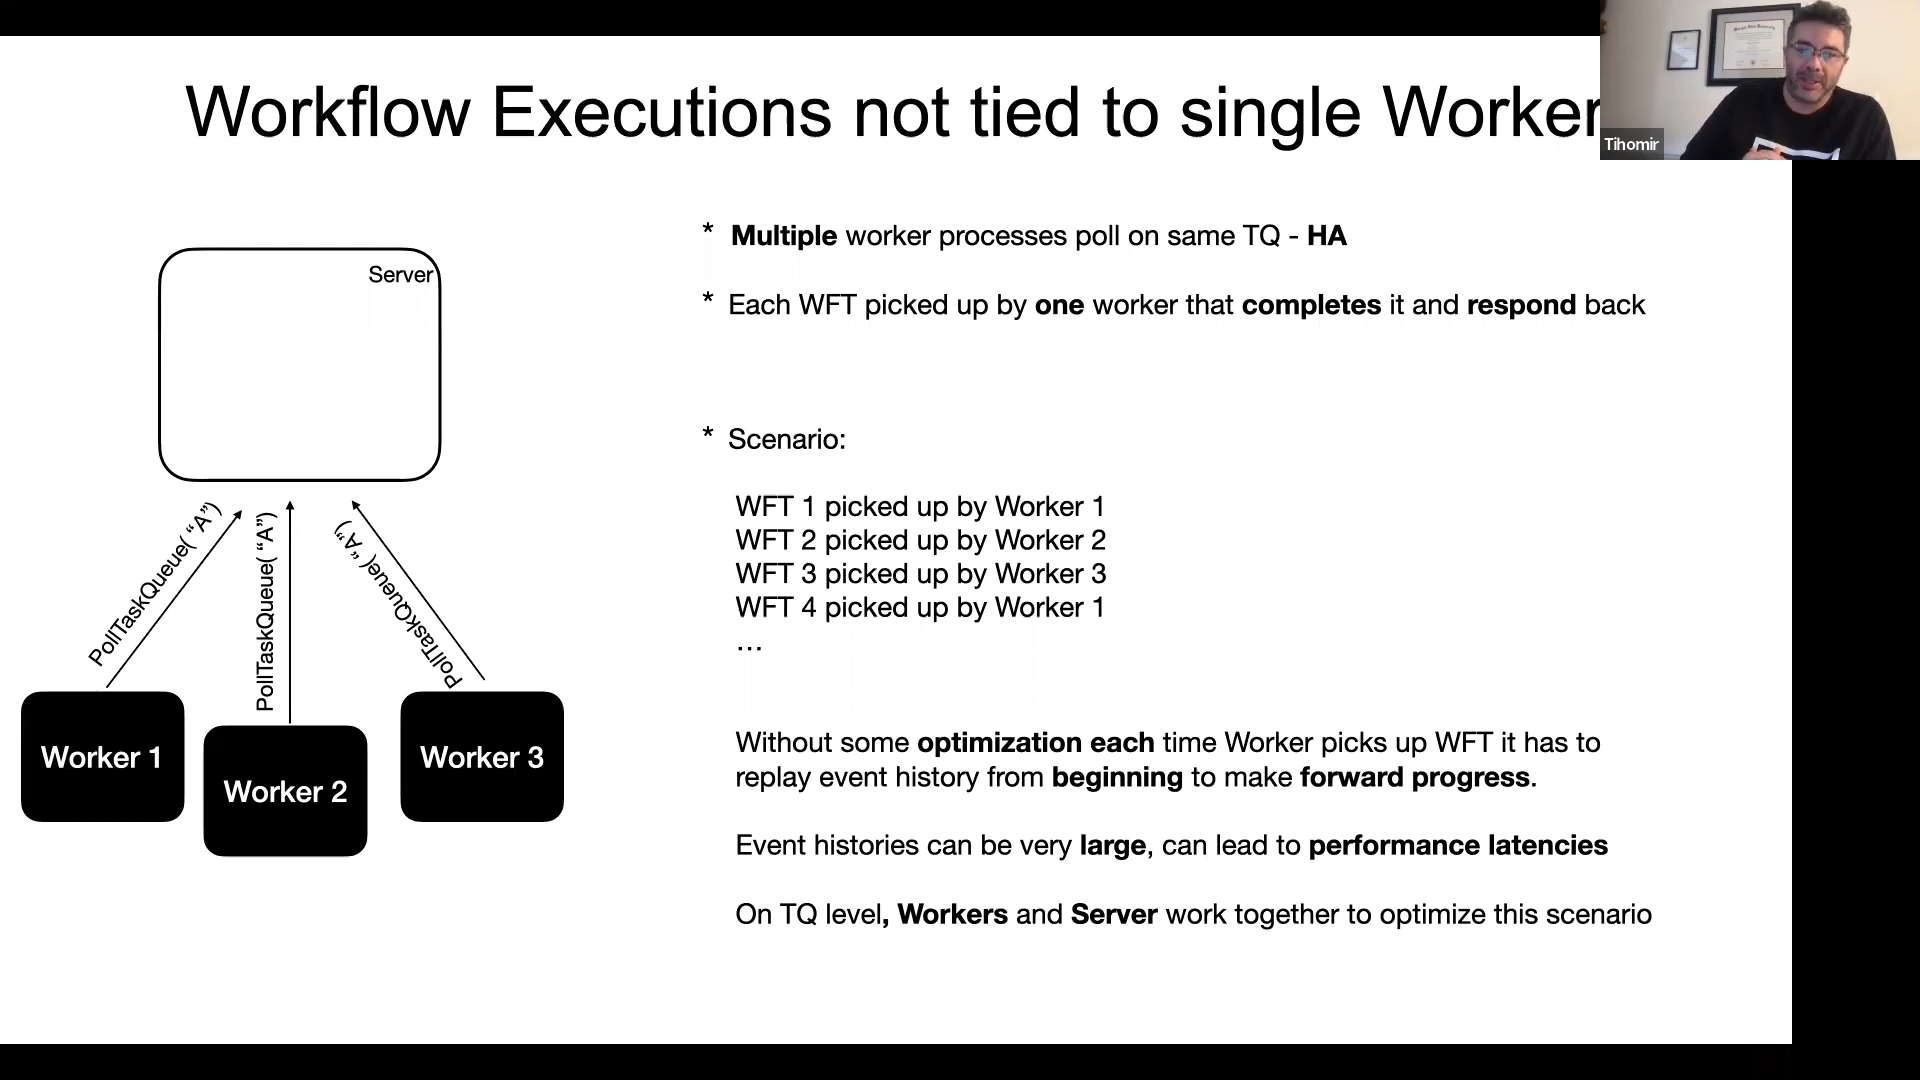 Workflow Executions not tied to single Worker
Tihomir
* Multiple worker processes poll on same TQ - HA
* Each WFT picked up by one worker that completes it and respond back
* Scenario:
WFT 1 picked up by Worker 1
WFT 2 picked up by Worker 2
WFT 3 picked up by Worker 3
WFT 4 picked up by Worker 1
...
Without some optimization each time Worker picks up WFT it has to
replay event history from beginning to make forward progress.
Event histories can be very large, can lead to performance latencies
On TQ level, Workers and Server work together to optimize this scenario
Server
PollTaskQueue( “A”)
PollTaskQueue( “A”)
PollTaskQueue( “A”)
Worker 1
Worker 2
Worker 3